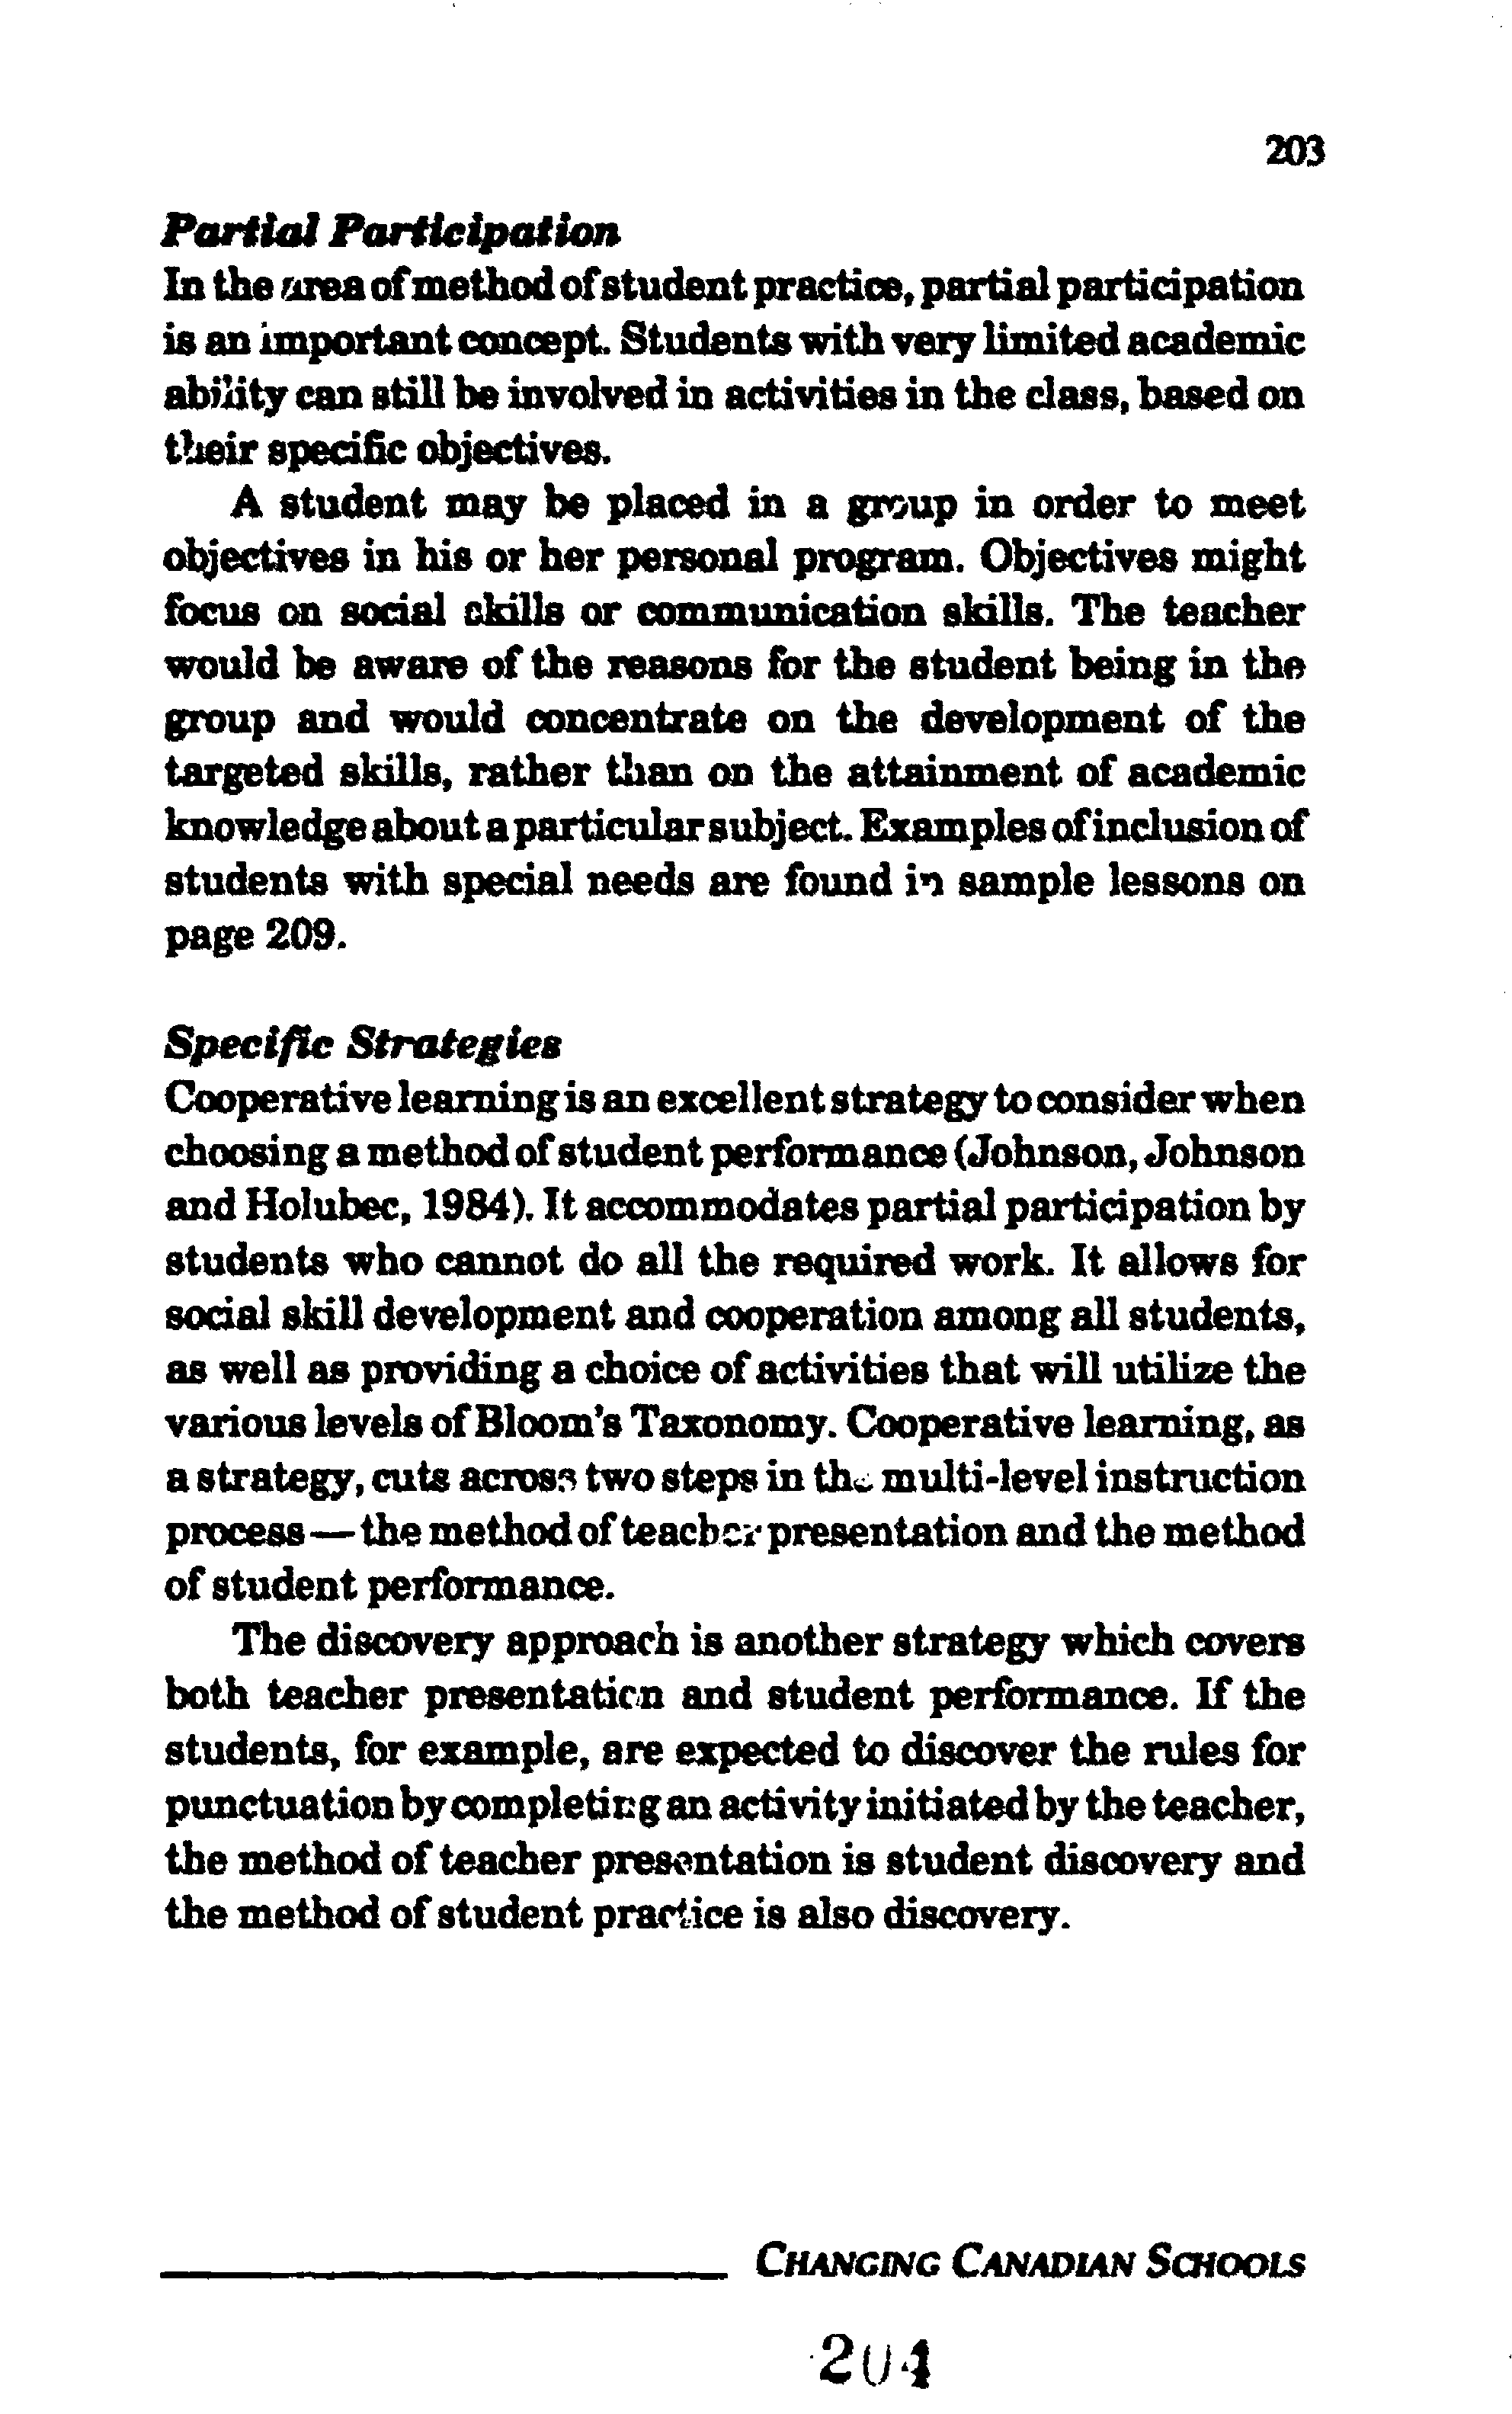 203
Partial Participation
In the area of method of student practice, partial participation
is an important concept. Students with very limited academic
ability can still be involved in activities in the class, based on
their specific objectives.
A student may be placed in a group in order to meet
objectives in his or her personal program. Objectives might
focus on social skills or communication skills. The teacher
would be aware of the reasons for the student being in the
group and would concentrate on the development of the
targeted skills, rather than on the attainment of academic
knowledge about a particular subject. Examples of inclusion of
students with special needs are found in sample lessons on
page 209.
Specific Strategies
Cooperative learning is an excellent strategy to consider when
choosing a method of student performance (Johnson, Johnson
and Holubec, 1984). It accommodates partial participation by
students who cannot do all the required work. It allows for
social skill development and cooperation among all students,
as well as providing a choice of activities that will utilize the
various levels of Bloom's Taxonomy. Cooperative learning, as
a strategy, cuts across two steps in the multi-level instruction
process — the method of teacher presentation and the method
of student performance.
The discovery approach is another strategy which covers
both teacher presentation and student performance. If the
students, for example, are expected to discover the rules for
punctuation by completing an activity initiated by the teacher,
the method of teacher presentation is student discovery and
the method of student practice is also discovery.
CHANGING CANADIAN SCHOOLS
204